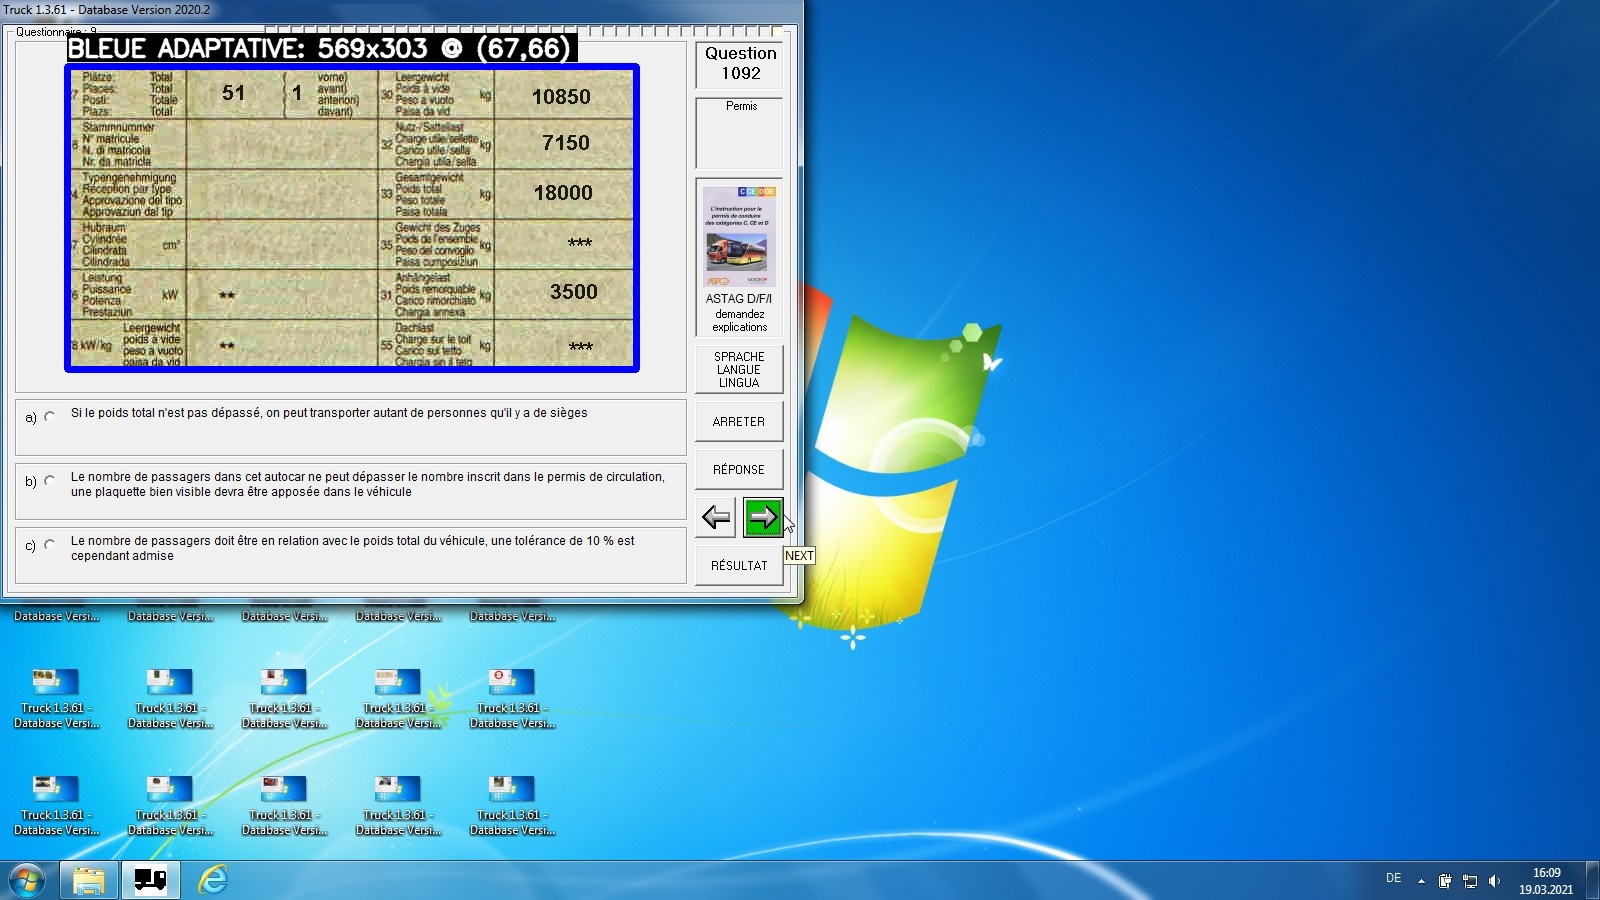 Truck 1.3.61 - Database Version 2020.2
Questionnaire : 9
BLEUE ADAPTATIVE: 569x303 @ (67,66)
Plätze: Total
Places: Total
Posti: Totale
Plazs: Total
51
( 1
vorne)
avant)
anteriori)
davant)
30
Leergewicht
Poids à vide
Peso a vuoto
Paisa da vid
kg
10850
Stammnummer
N° matricule
N. di matricola
Nr. da matricla
32
Nutz-/Sattellast
Charge utile/sellette
Carico utile/sella
Chargia utila/sella
kg
7150
Typengenehmigung
Réception par type
Approvazione del tipo
Approvaziun dal tip
33
Gesamtgewicht
Poids total
Peso totale
Paisa totala
kg
18000
Hubraum
Cylindrée
Cilindrata
Cilindrada
cm³
35
Gewicht des Zuges
Poids de l'ensemble
Peso del convoglio
Paisa cumposiziun
kg
***
Leistung
Puissance
Potenza
Prestaziun
kW
**
31
Anhängelast
Poids remorquable
Carico rimorchiato
Chargia annexa
kg
3500
kW/kg
Leergewicht
poids à vide
peso a vuoto
paisa da vid
**
55
Dachlast
Charge sur le toit
Carico sul tetto
Chargia sin il tetg
kg
***
Question
1092
Permis
C CE D DE
L'instruction pour le
permis de conduire
des catégories C, CE et D
ASTAG D/F/I
demandez
explications
SPRACHE
LANGUE
LINGUA
ARRETER
RÉPONSE
NEXT
RÉSULTAT
a) Si le poids total n'est pas dépassé, on peut transporter autant de personnes qu'il y a de sièges
b) Le nombre de passagers dans cet autocar ne peut dépasser le nombre inscrit dans le permis de circulation,
une plaquette bien visible devra être apposée dans le véhicule
c) Le nombre de passagers doit être en relation avec le poids total du véhicule, une tolérance de 10 % est
cependant admise
Database Versi... Database Versi... Database Versi... Database Versi... Database Versi...
Truck 1.3.61 - Truck 1.3.61 - Truck 1.3.61 - Truck 1.3.61 - Truck 1.3.61 -
Database Versi... Database Versi... Database Versi... Database Versi... Database Versi...
Truck 1.3.61 - Truck 1.3.61 - Truck 1.3.61 - Truck 1.3.61 - Truck 1.3.61 -
Database Versi... Database Versi... Database Versi... Database Versi... Database Versi...
DE
16:09
19.03.2021